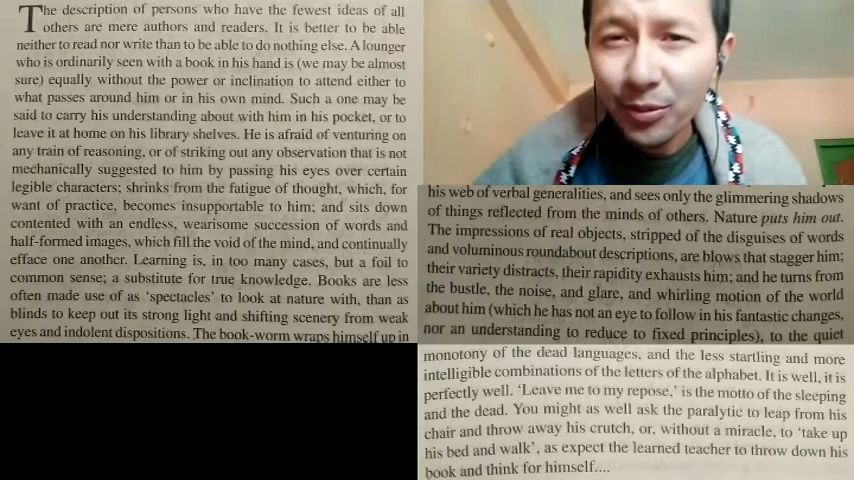 The description of persons who have the fewest ideas of all
others are mere authors and readers. It is better to be able
neither to read nor write than to be able to do nothing else. A lounger
who is ordinarily seen with a book in his hand is (we may be almost
sure) equally without the power or inclination to attend either to
what passes around him or in his own mind. Such a one may be
said to carry his understanding about with him in his pocket, or to
leave it at home on his library shelves. He is afraid of venturing on
any train of reasoning, or of striking out any observation that is not
mechanically suggested to him by passing his eyes over certain
legible characters; shrinks from the fatigue of thought, which, for
want of practice, becomes insupportable to him; and sits down
contented with an endless, wearisome succession of words and
half-formed images, which fill the void of the mind, and continually
efface one another. Learning is, in too many cases, but a foil to
common sense; a substitute for true knowledge. Books are less
often made use of as 'spectacles' to look at nature with, than as
blinds to keep out its strong light and shifting scenery from weak
eyes and indolent dispositions. The book-worm wraps himself up in
his web of verbal generalities, and sees only the glimmering shadows
of things reflected from the minds of others. Nature puts him out.
The impressions of real objects, stripped of the disguises of words
and voluminous roundabout descriptions, are blows that stagger him;
their variety distracts, their rapidity exhausts him; and he turns from
the bustle, the noise, and glare, and whirling motion of the world
about him (which he has not an eye to follow in his fantastic changes,
nor an understanding to reduce to fixed principles), to the quiet
monotony of the dead languages, and the less startling and more
intelligible combinations of the letters of the alphabet. It is well, it is
perfectly well. 'Leave me to my repose,' is the motto of the sleeping
and the dead. You might as well ask the paralytic to leap from his
chair and throw away his crutch, or, without a miracle, to 'take up
his bed and walk', as expect the learned teacher to throw down his
book and think for himself....